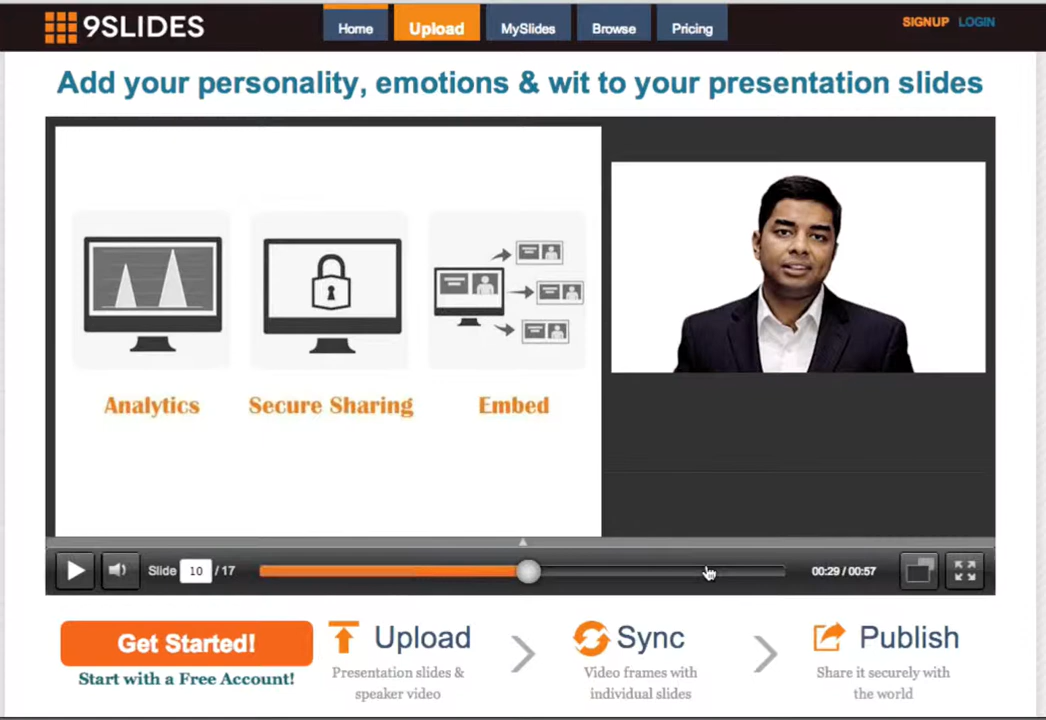 9SLIDES
Home Upload MySlides Browse Pricing
SIGNUP LOGIN
Add your personality, emotions & wit to your presentation slides
Analytics Secure Sharing Embed
Slide 10 / 17
00:29 / 00:57
Get Started!
Start with a Free Account!
Upload
Presentation slides &
speaker video
Sync
Video frames with
individual slides
Publish
Share it securely with
the world